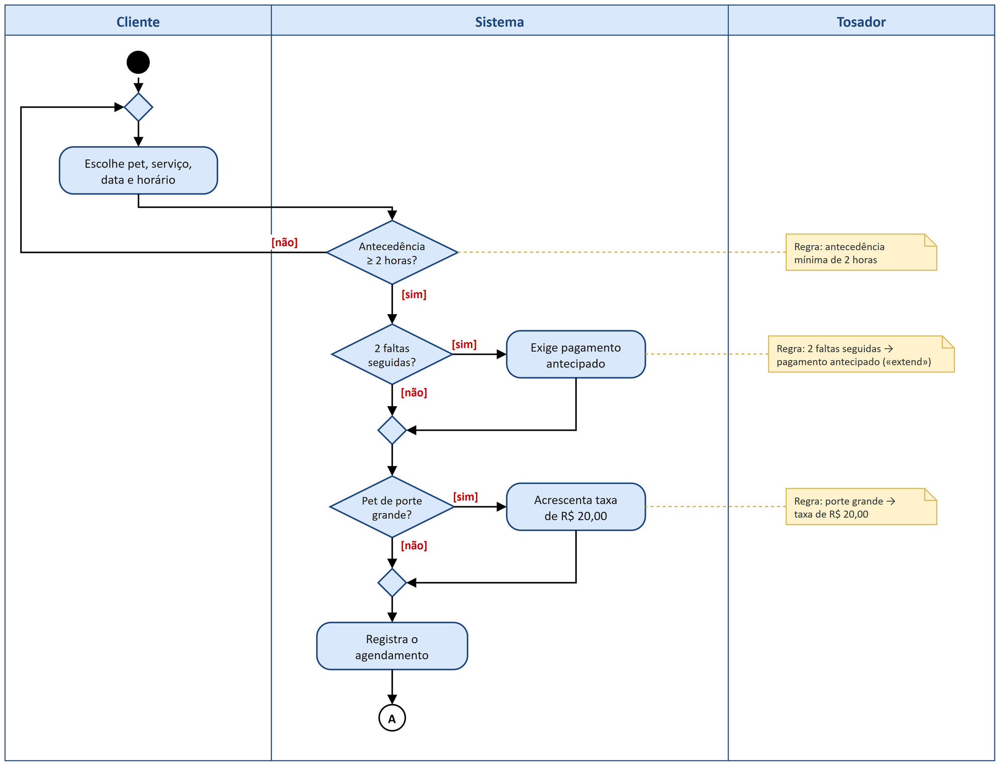 Cliente
Sistema
Tosador
Escolhe pet, serviço,
data e horário
[não]
Antecedência
≥ 2 horas?
Regra: antecedência
mínima de 2 horas
[sim]
2 faltas
seguidas?
[sim]
Exige pagamento
antecipado
Regra: 2 faltas seguidas →
pagamento antecipado («extend»)
[não]
Pet de porte
grande?
[sim]
Acrescenta taxa
de R$ 20,00
Regra: porte grande →
taxa de R$ 20,00
[não]
Registra o
agendamento
A